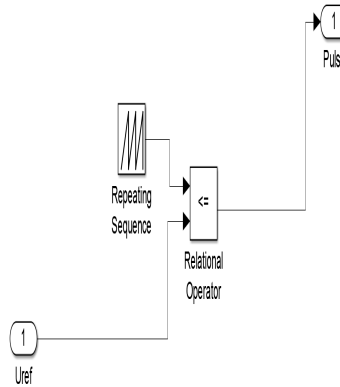 1
Puls
Repeating
Sequence
<=
Relational
Operator
1
Uref